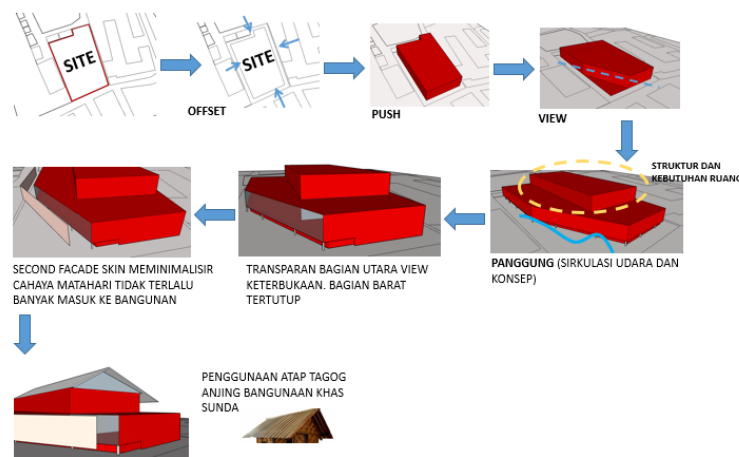 SITE
SITE
OFFSET
PUSH
VIEW
STRUKTUR DAN
KEBUTUHAN RUANG
PANGGUNG (SIRKULASI UDARA DAN
KONSEP)
TRANSPARAN BAGIAN UTARA VIEW
KETERBUKAAN. BAGIAN BARAT
TERTUTUP
SECOND FACADE SKIN MEMINIMALISIR
CAHAYA MATAHARI TIDAK TERLALU
BANYAK MASUK KE BANGUNAN
PENGGUNAAN ATAP TAGOG
ANJING BANGUNAAN KHAS
SUNDA